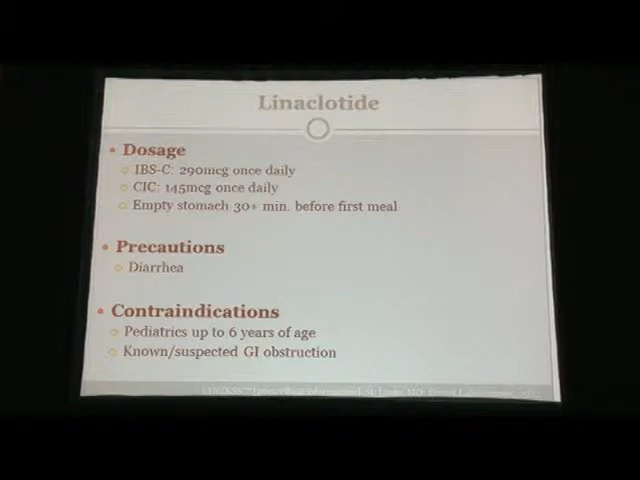 Linaclotide
• Dosage
○ IBS-C: 290mcg once daily
○ CIC: 145mcg once daily
○ Empty stomach 30+ min. before first meal
• Precautions
○ Diarrhea
• Contraindications
○ Pediatrics up to 6 years of age
○ Known/suspected GI obstruction